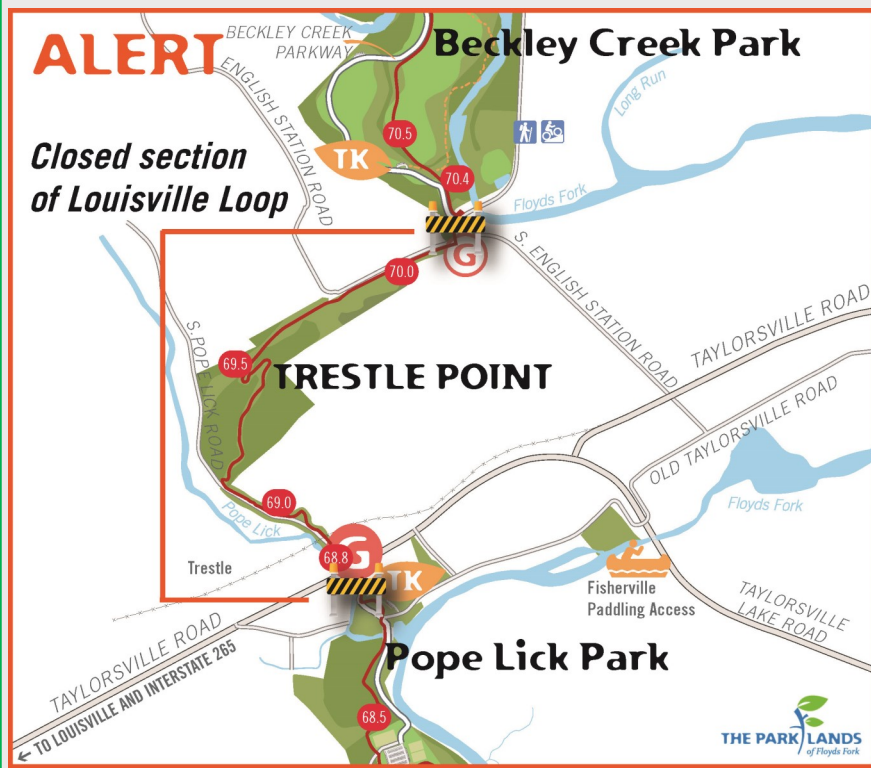 ALERT
BECKLEY CREEK
PARKWAY
Beckley Creek Park
ENGLISH STATION ROAD
Long Run
Closed section
of Louisville Loop
70.5
TK
70.4
Floyds Fork
G
70.0
S. ENGLISH STATION ROAD
TAYLORSVILLE ROAD
S. POPE LICK ROAD
69.5
TRESTLE POINT
OLD TAYLORSVILLE ROAD
69.0
Pope Lick
Floyds Fork
G
68.8
Trestle
TK
Fisherville
Paddling Access
TAYLORSVILLE
LAKE ROAD
TAYLORSVILLE ROAD
← TO LOUISVILLE AND INTERSTATE 265
Pope Lick Park
68.5
THE PARKLANDS
of Floyds Fork